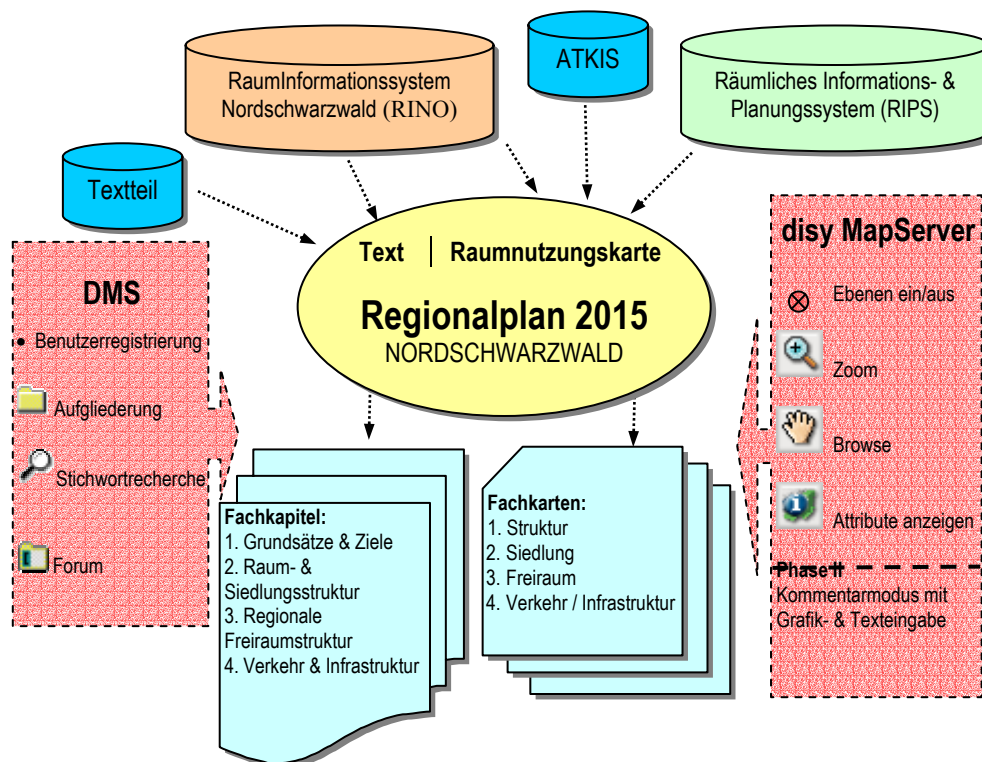 RaumInformationssystem
Nordschwarzwald (RINO)
ATKIS
Räumliches Informations- &
Planungssystem (RIPS)
Textteil
Text
Raumnutzungskarte
Regionalplan 2015
NORDSCHWARZWALD
DMS
• Benutzerregistrierung
Aufgliederung
Stichwortrecherche
Forum
Fachkapitel:
1. Grundsätze & Ziele
2. Raum- &
Siedlungsstruktur
3. Regionale
Freiraumstruktur
4. Verkehr & Infrastruktur
Fachkarten:
1. Struktur
2. Siedlung
3. Freiraum
4. Verkehr / Infrastruktur
disy MapServer
Ebenen ein/aus
Zoom
Browse
Attribute anzeigen
Phase II
Kommentarmodus mit
Grafik- & Texteingabe